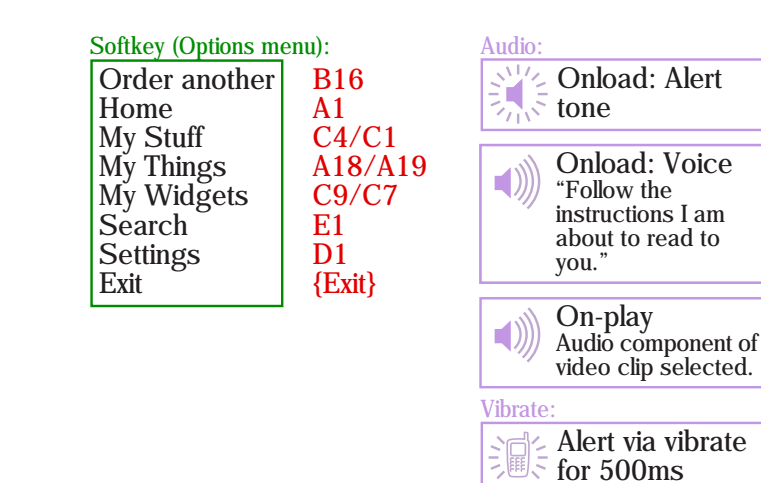 Softkey (Options menu):
Order another B16
Home A1
My Stuff C4/C1
My Things A18/A19
My Widgets C9/C7
Search E1
Settings D1
Exit {Exit}
Audio:
Onload: Alert
tone
Onload: Voice
“Follow the
instructions I am
about to read to
you.”
On-play
Audio component of
video clip selected.
Vibrate:
Alert via vibrate
for 500ms